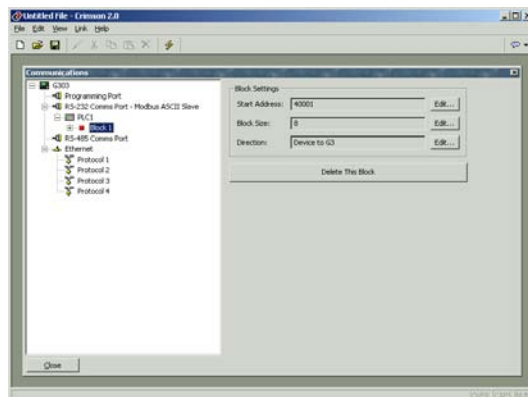 Untitled File - Crimson 2.0
File Edit View Link Help
Communications
G303
Programming Port
RS-232 Comms Port - Modbus ASCII Slave
PLC1
Block 1
RS-485 Comms Port
Ethernet
Protocol 1
Protocol 2
Protocol 3
Protocol 4
Block Settings
Start Address: 40001 Edit...
Block Size: 8 Edit...
Direction: Device to G3 Edit...
Delete This Block
Close